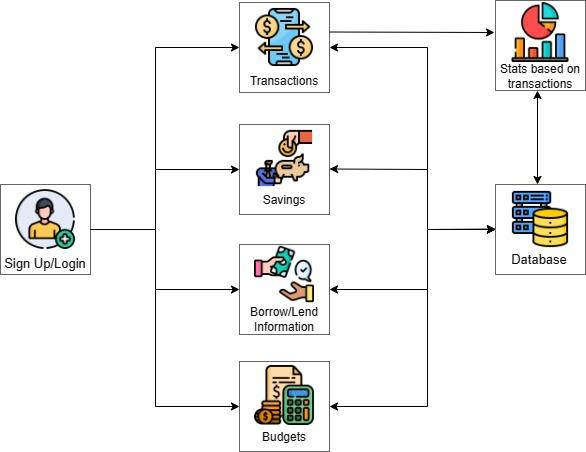 Transactions
Stats based on
transactions
Savings
Sign Up/Login
Database
Borrow/Lend
Information
Budgets